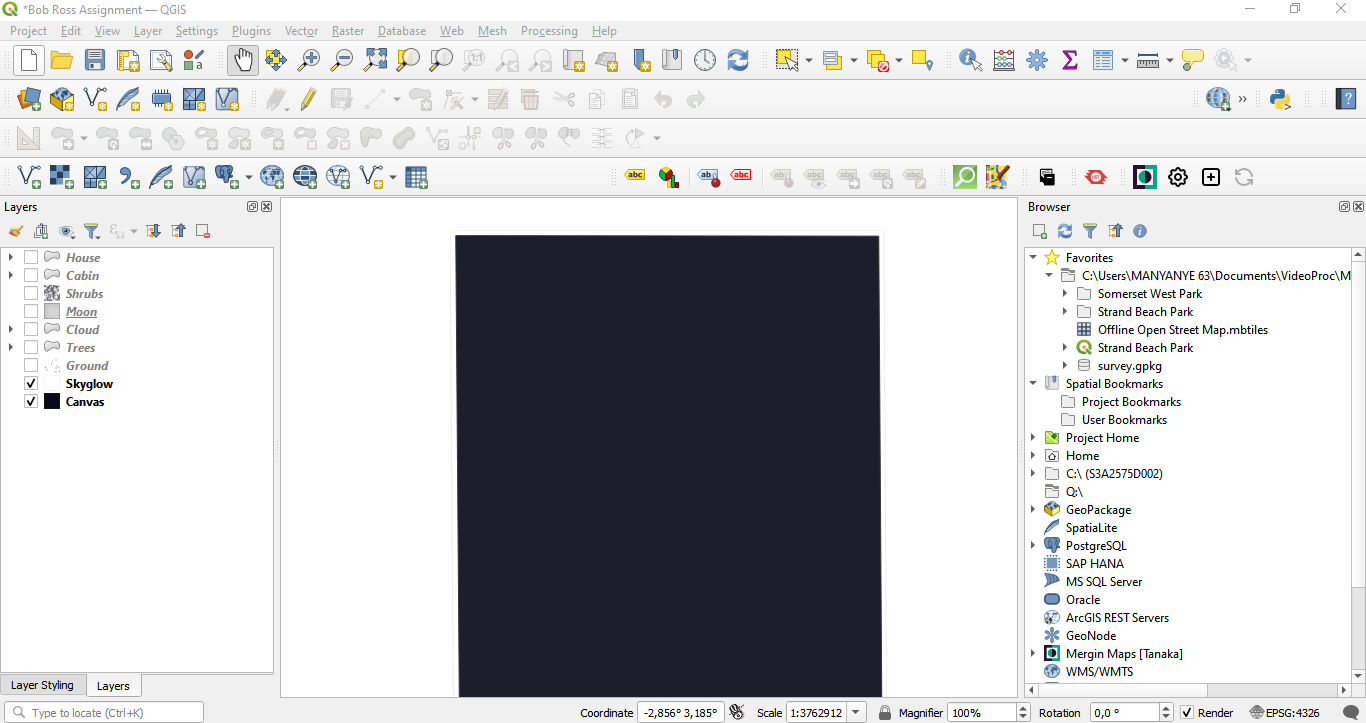 *Bob Ross Assignment — QGIS
Project Edit View Layer Settings Plugins Vector Raster Database Web Mesh Processing Help
Layers
Browser
House
Cabin
Shrubs
Moon
Cloud
Trees
Ground
Skyglow
Canvas
Favorites
C:\Users\MANYANYE 63\Documents\VideoProc\M
Somerset West Park
Strand Beach Park
Offline Open Street Map.mbtiles
Strand Beach Park
survey.gpkg
Spatial Bookmarks
Project Bookmarks
User Bookmarks
Project Home
Home
C:\ (S3A2575D002)
Q:\
GeoPackage
SpatiaLite
PostgreSQL
SAP HANA
MS SQL Server
Oracle
ArcGIS REST Servers
GeoNode
Mergin Maps [Tanaka]
WMS/WMTS
Layer Styling Layers
Type to locate (Ctrl+K) Coordinate -2,856° 3,185° Scale 1:3762912 Magnifier 100% Rotation 0,0 ° Render EPSG:4326